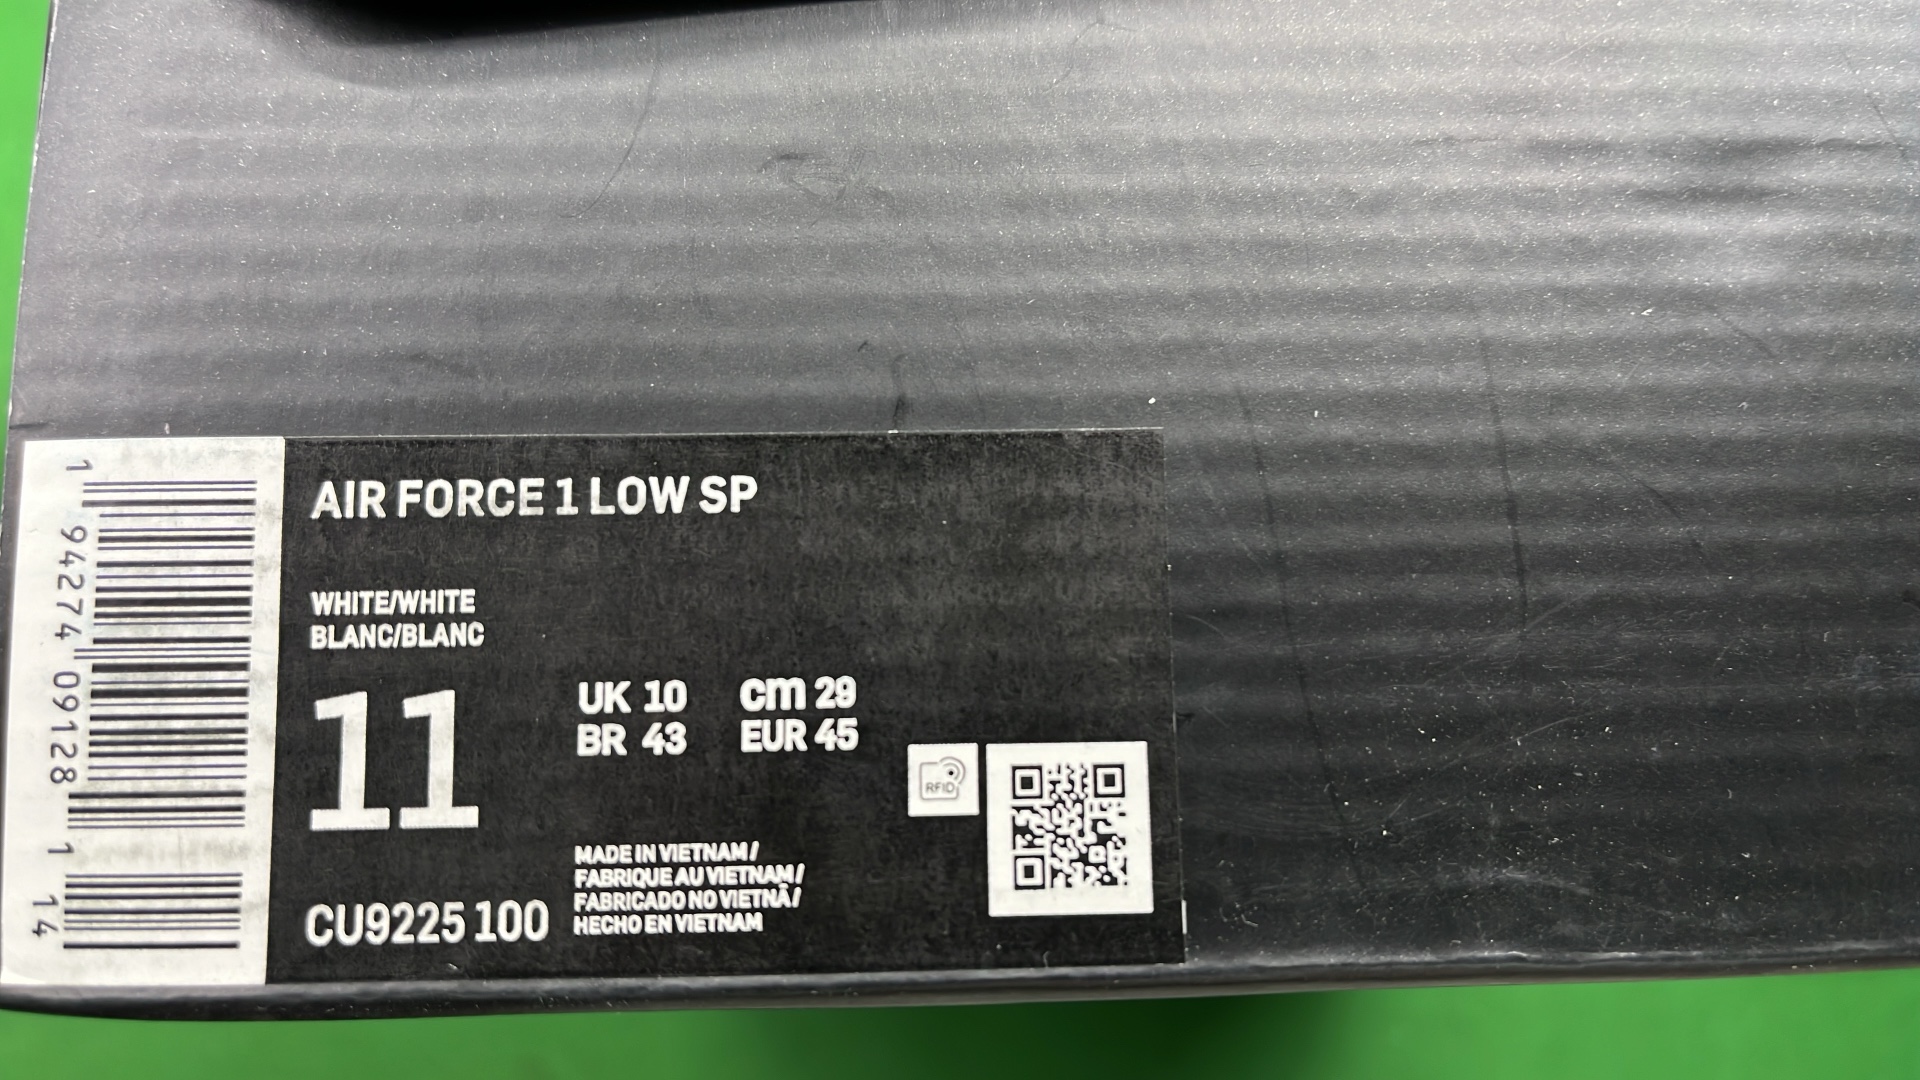 1 94274 09128 1 14
AIR FORCE 1 LOW SP
WHITE/WHITE
BLANC/BLANC
11
UK 10 cm 29
BR 43 EUR 45
RFID
CU9225 100
MADE IN VIETNAM /
FABRIQUE AU VIETNAM /
FABRICADO NO VIETNÃ /
HECHO EN VIETNAM